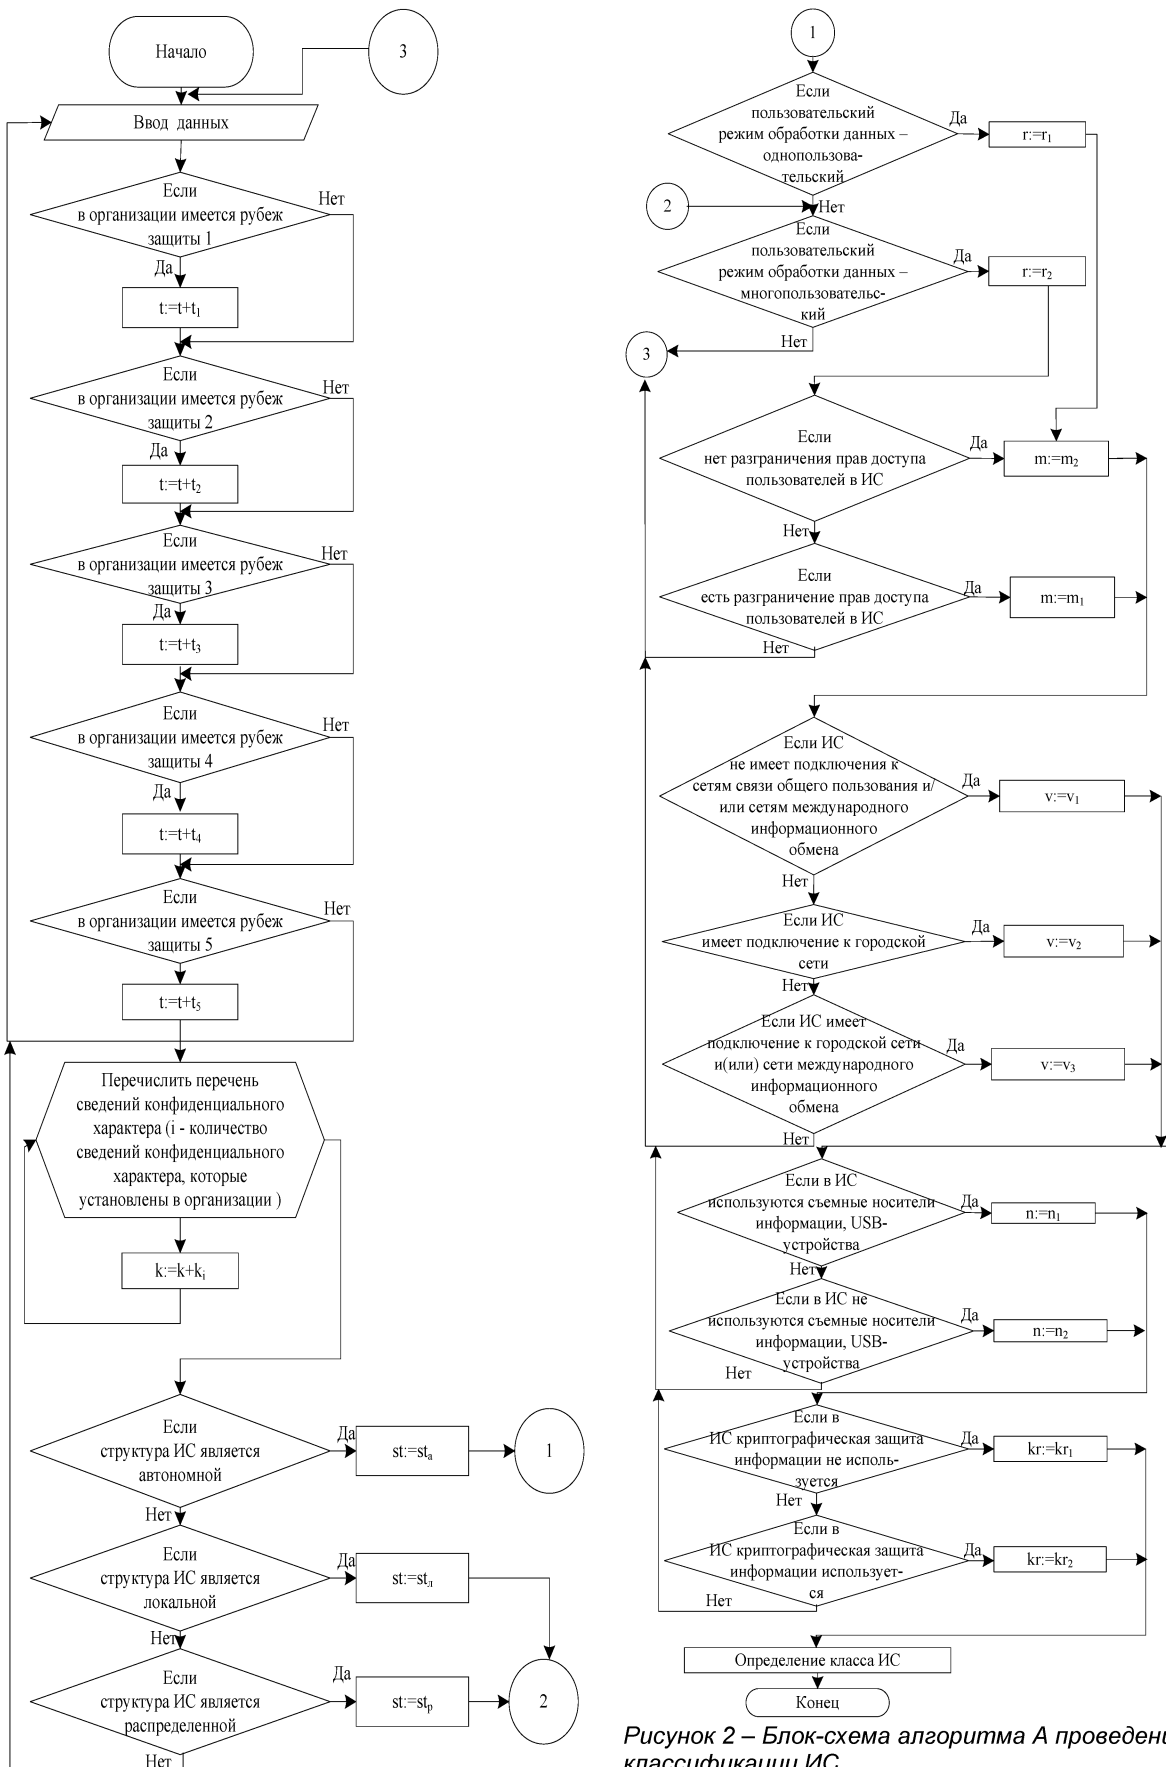 Начало
3
Ввод данных
Если
в организации имеется рубеж
защиты 1
Нет
Да
t:=t+t₁
Если
в организации имеется рубеж
защиты 2
Нет
Да
t:=t+t₂
Если
в организации имеется рубеж
защиты 3
Нет
Да
t:=t+t₃
Если
в организации имеется рубеж
защиты 4
Нет
Да
t:=t+t₄
Если
в организации имеется рубеж
защиты 5
Нет
t:=t+t₅
Перечислить перечень
сведений конфиденциального
характера (i - количество
сведений конфиденциального
характера, которые
установлены в организации )
k:=k+kᵢ
Если
структура ИС является
автономной
Да
st:=stₐ
1
Нет
Если
структура ИС является
локальной
Да
st:=stл
Нет
Если
структура ИС является
распределенной
Да
st:=stр
2
Нет
1
Если
пользовательский
режим обработки данных –
однопользова-
тельский
Да
r:=r₁
2
Нет
Если
пользовательский
режим обработки данных –
многопользовательс-
кий
Да
r:=r₂
Нет
3
Если
нет разграничения прав доступа
пользователей в ИС
Да
m:=m₂
Нет
Если
есть разграничение прав доступа
пользователей в ИС
Да
m:=m₁
Нет
Если ИС
не имеет подключения к
сетям связи общего пользования и/
или сетям международного
информационного
обмена
Да
v:=v₁
Нет
Если ИС
имеет подключение к городской
сети
Да
v:=v₂
Нет
Если ИС имеет
подключение к городской сети
и(или) сети международного
информационного
обмена
Да
v:=v₃
Нет
Если в ИС
используются съемные носители
информации, USB-
устройства
Да
n:=n₁
Нет
Если в ИС не
используются съемные носители
информации, USB-
устройства
Да
n:=n₂
Нет
Если в
ИС криптографическая защита
информации не исполь-
зуется
Да
kr:=kr₁
Нет
Если в
ИС криптографическая защита
информации использует-
ся
Да
kr:=kr₂
Нет
Определение класса ИС
Конец
Рисунок 2 – Блок-схема алгоритма А проведени
классификации ИС